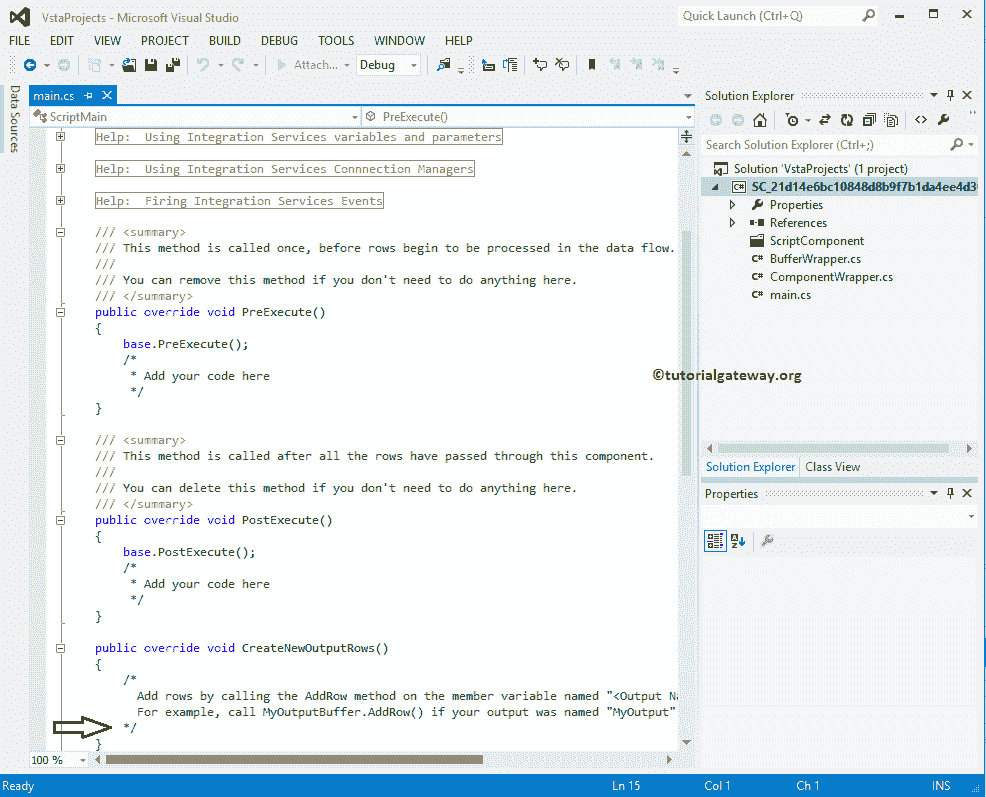 VstaProjects - Microsoft Visual Studio
Quick Launch (Ctrl+Q)
FILE EDIT VIEW PROJECT BUILD DEBUG TOOLS WINDOW HELP
Attach... Debug
Data Sources
main.cs
ScriptMain PreExecute()
Help: Using Integration Services variables and parameters
Help: Using Integration Services Connnection Managers
Help: Firing Integration Services Events
/// <summary>
/// This method is called once, before rows begin to be processed in the data flow.
///
/// You can remove this method if you don't need to do anything here.
/// </summary>
public override void PreExecute()
{
base.PreExecute();
/*
* Add your code here
*/
}
/// <summary>
/// This method is called after all the rows have passed through this component.
///
/// You can delete this method if you don't need to do anything here.
/// </summary>
public override void PostExecute()
{
base.PostExecute();
/*
* Add your code here
*/
}
public override void CreateNewOutputRows()
{
/*
Add rows by calling the AddRow method on the member variable named "<Output Na
For example, call MyOutputBuffer.AddRow() if your output was named "MyOutput"
*/
}
100 %
Solution Explorer
Search Solution Explorer (Ctrl+;)
Solution 'VstaProjects' (1 project)
C# SC_21d14e6bc10848d8b9f7b1da4ee4d3
Properties
References
ScriptComponent
C# BufferWrapper.cs
C# ComponentWrapper.cs
C# main.cs
©tutorialgateway.org
Solution Explorer Class View
Properties
Ready Ln 15 Col 1 Ch 1 INS